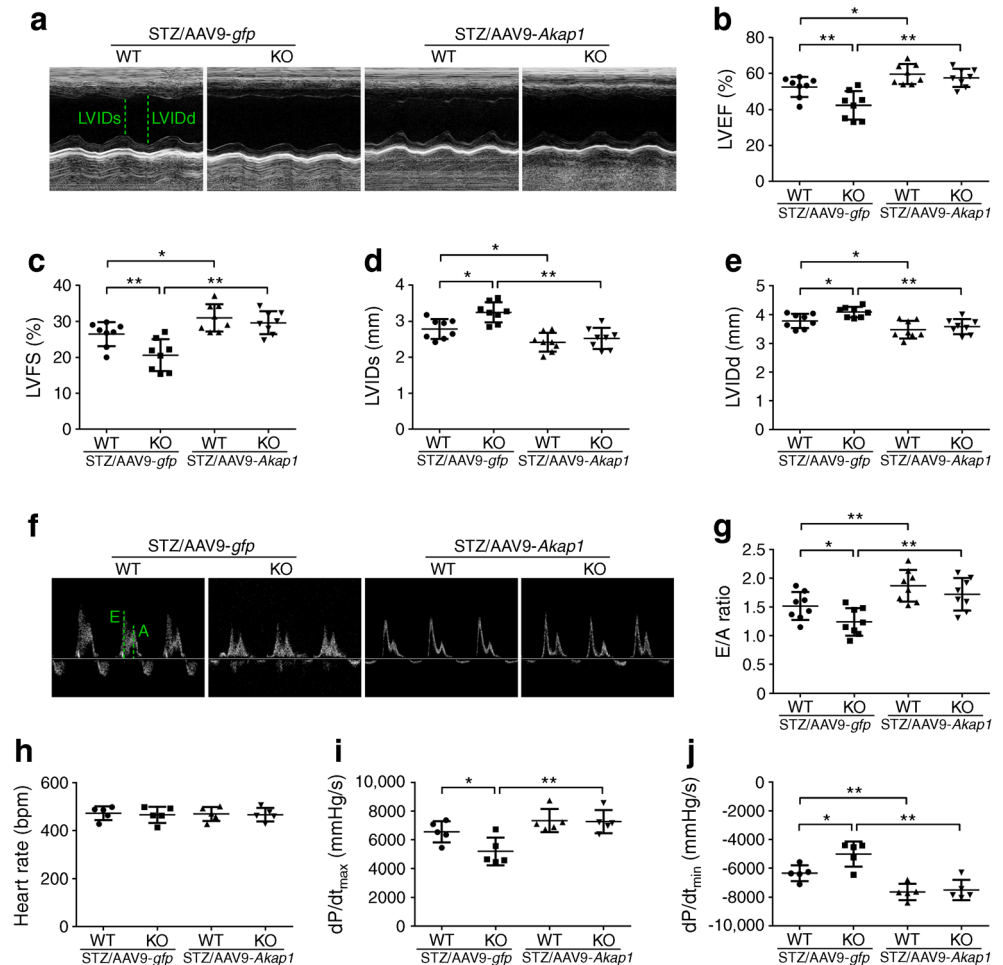 a
STZ/AAV9-gfp
STZ/AAV9-Akap1
WT
KO
WT
KO
LVIDs
LVIDd
b
*
**
**
LVEF (%)
80
60
40
20
0
WT
KO
WT
KO
STZ/AAV9-gfp
STZ/AAV9-Akap1
c
*
**
**
LVFS (%)
40
30
20
10
0
WT
KO
WT
KO
STZ/AAV9-gfp
STZ/AAV9-Akap1
d
*
*
**
LVIDs (mm)
4
3
2
1
0
WT
KO
WT
KO
STZ/AAV9-gfp
STZ/AAV9-Akap1
e
*
*
**
LVIDd (mm)
5
4
3
2
1
0
WT
KO
WT
KO
STZ/AAV9-gfp
STZ/AAV9-Akap1
f
STZ/AAV9-gfp
STZ/AAV9-Akap1
WT
KO
WT
KO
E
A
g
**
*
**
E/A ratio
2.5
2.0
1.5
1.0
0.5
0
WT
KO
WT
KO
STZ/AAV9-gfp
STZ/AAV9-Akap1
h
Heart rate (bpm)
600
400
200
0
WT
KO
WT
KO
STZ/AAV9-gfp
STZ/AAV9-Akap1
i
*
**
dP/dtmax (mmHg/s)
10,000
8000
6000
4000
2000
0
WT
KO
WT
KO
STZ/AAV9-gfp
STZ/AAV9-Akap1
j
**
*
**
dP/dtmin (mmHg/s)
0
-2000
-4000
-6000
-8000
-10,000
WT
KO
WT
KO
STZ/AAV9-gfp
STZ/AAV9-Akap1